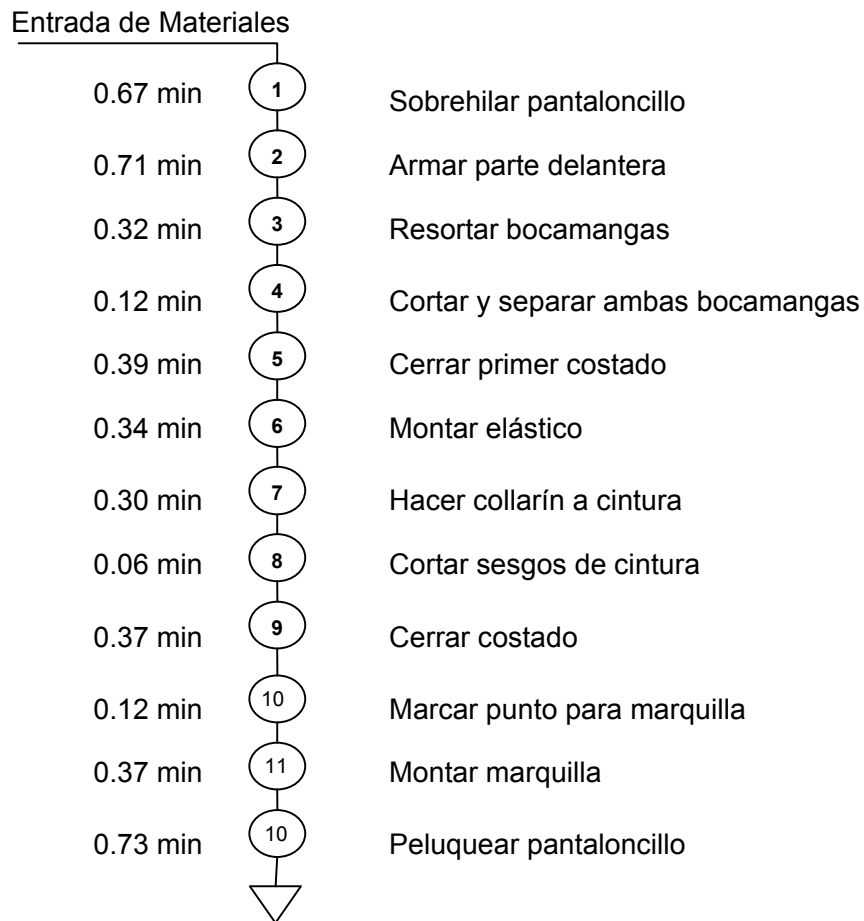 Entrada de Materiales
0.67 min 1 Sobrehilar pantaloncillo
0.71 min 2 Armar parte delantera
0.32 min 3 Resortar bocamangas
0.12 min 4 Cortar y separar ambas bocamangas
0.39 min 5 Cerrar primer costado
0.34 min 6 Montar elástico
0.30 min 7 Hacer collarín a cintura
0.06 min 8 Cortar sesgos de cintura
0.37 min 9 Cerrar costado
0.12 min 10 Marcar punto para marquilla
0.37 min 11 Montar marquilla
0.73 min 10 Peluquear pantaloncillo